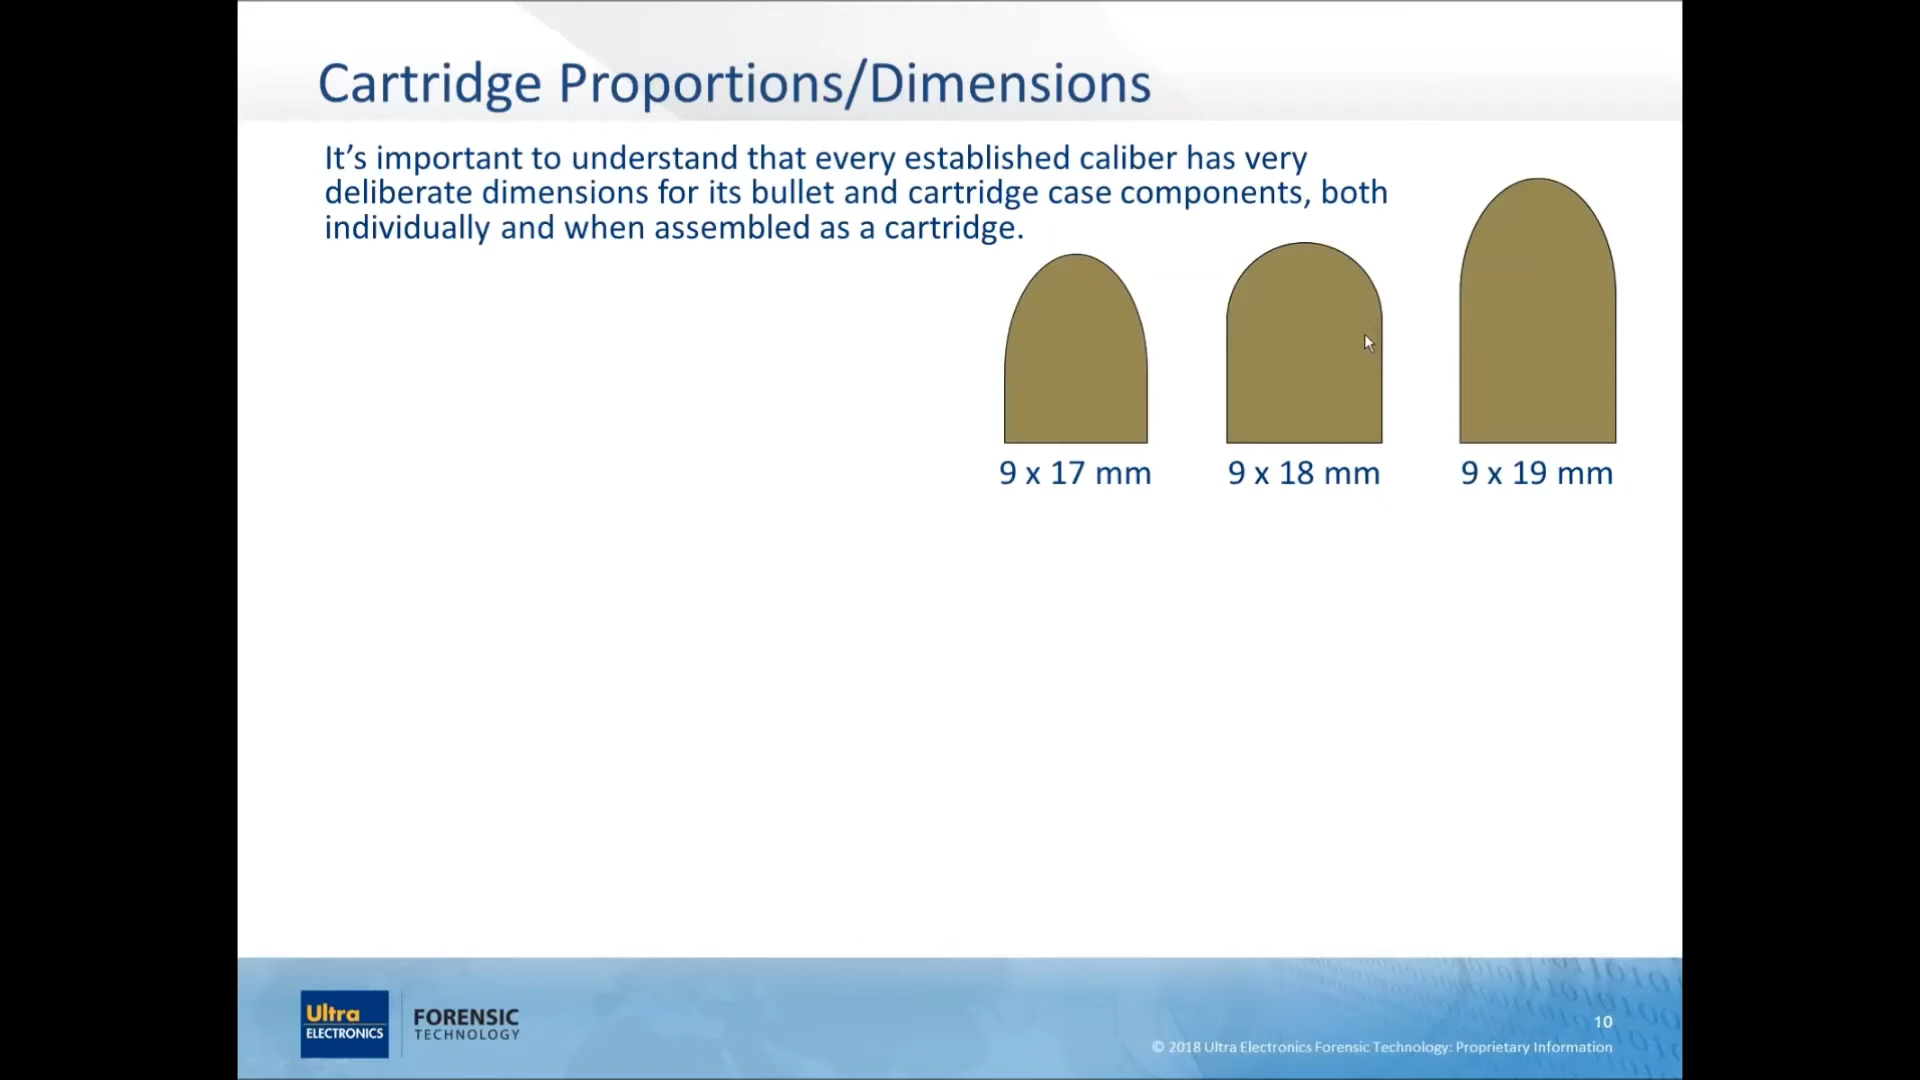 Cartridge Proportions/Dimensions
It's important to understand that every established caliber has very
deliberate dimensions for its bullet and cartridge case components, both
individually and when assembled as a cartridge.
9 x 17 mm
9 x 18 mm
9 x 19 mm
Ultra
ELECTRONICS
FORENSIC
TECHNOLOGY
10
© 2018 Ultra Electronics Forensic Technology: Proprietary Information